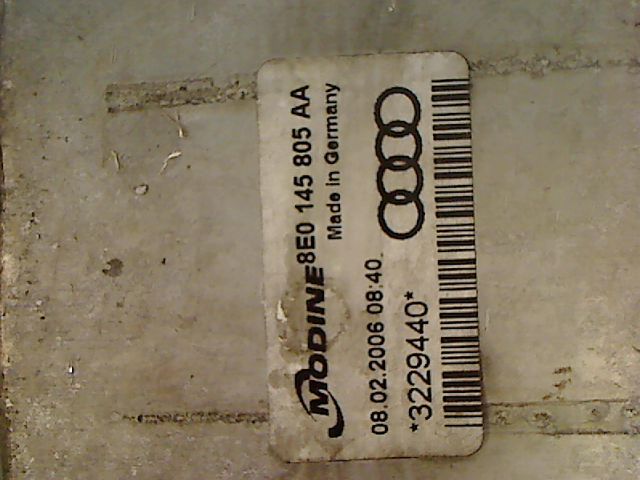 MODINE 8E0 145 805 AA
Made in Germany
08.02.2006 08:40
*3229440*